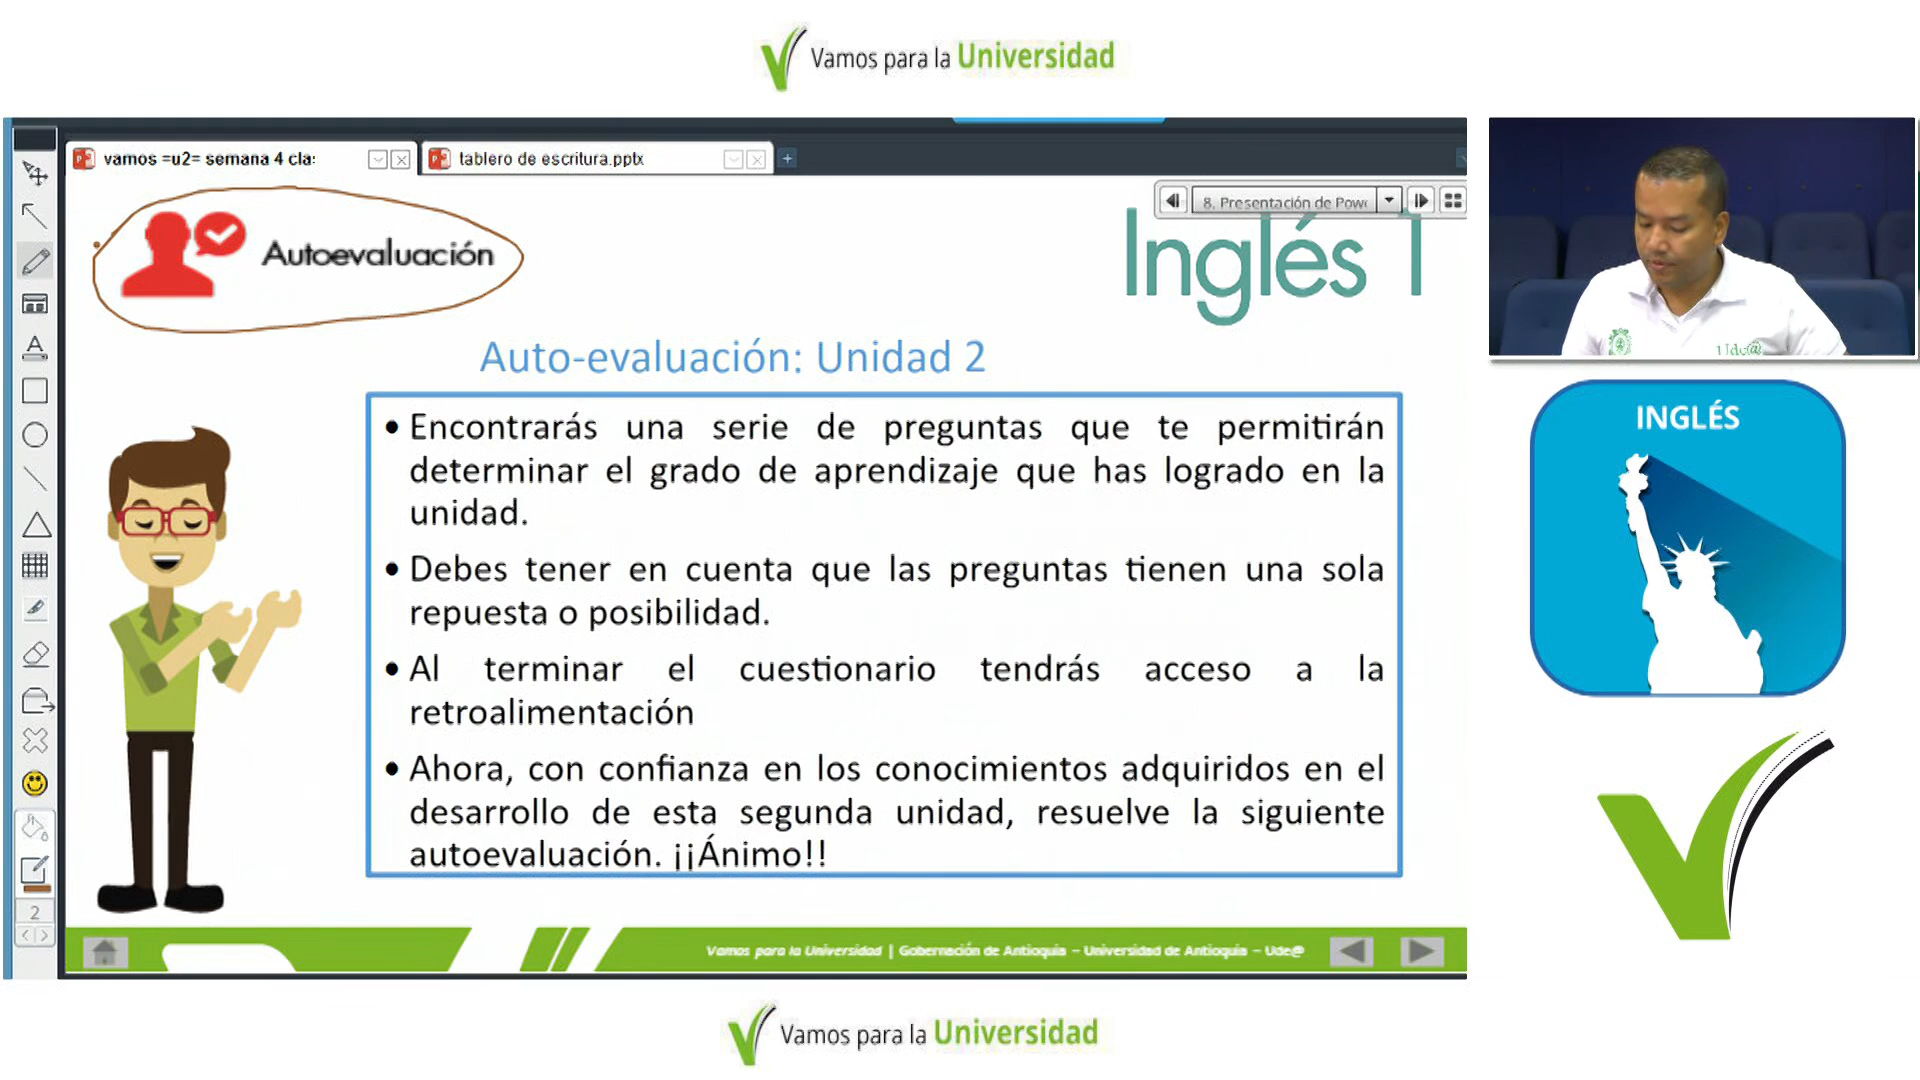 Vamos para la Universidad
vamos =u2= semana 4 cla
tablero de escritura.pptx
8. Presentación de Pow
Autoevaluación
Inglés 1
Auto-evaluación: Unidad 2
• Encontrarás una serie de preguntas que te permitirán
determinar el grado de aprendizaje que has logrado en la
unidad.
• Debes tener en cuenta que las preguntas tienen una sola
repuesta o posibilidad.
• Al terminar el cuestionario tendrás acceso a la
retroalimentación
• Ahora, con confianza en los conocimientos adquiridos en el
desarrollo de esta segunda unidad, resuelve la siguiente
autoevaluación. ¡¡Ánimo!!
2
Vamos para la Universidad | Gobernación de Antioquia – Universidad de Antioquia – Ude@
Ude@
INGLÉS
Vamos para la Universidad